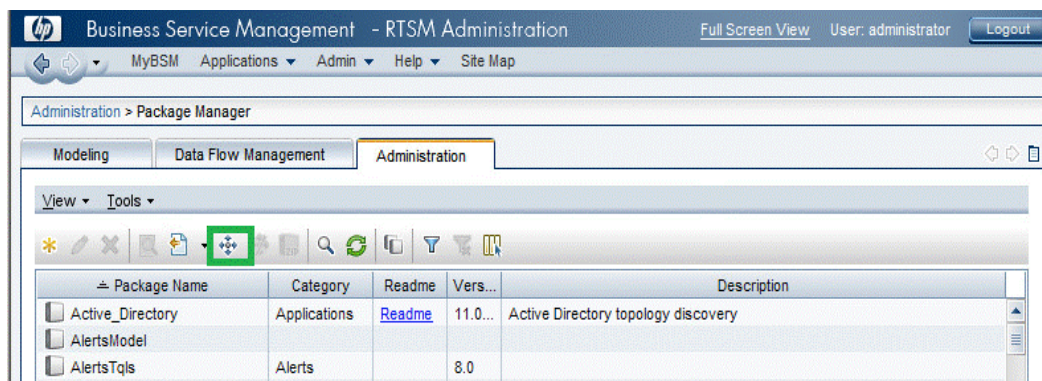 hp Business Service Management - RTSM Administration Full Screen View User: administrator Logout
MyBSM Applications Admin Help Site Map
Administration > Package Manager
Modeling Data Flow Management Administration
View Tools
Package Name Category Readme Vers... Description
Active_Directory Applications Readme 11.0... Active Directory topology discovery
AlertsModel
AlertsTqls Alerts 8.0